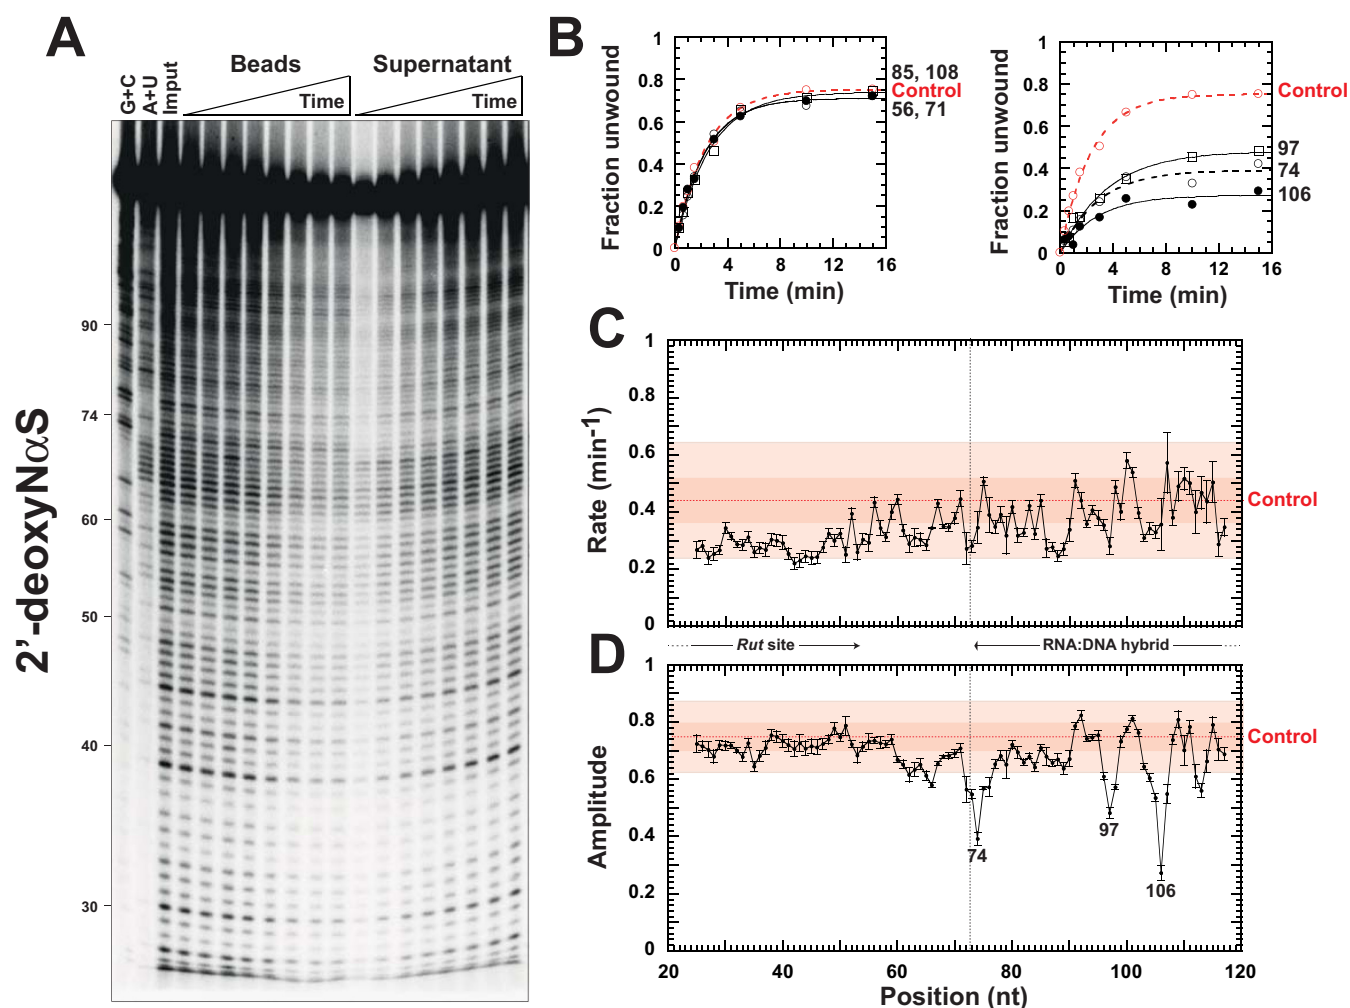 A
2'-deoxyNαS
G+C
A+U
Imput
Beads
Time
Supernatant
Time
90
74
60
50
40
30
B
Fraction unwound
1
0.8
0.6
0.4
0.2
0
0 4 8 12 16
Time (min)
85, 108
Control
56, 71
Fraction unwound
1
0.8
0.6
0.4
0.2
0
0 4 8 12 16
Time (min)
Control
97
74
106
C
Rate (min-1)
1
0.8
0.6
0.4
0.2
0
Control
Rut site
RNA:DNA hybrid
D
Amplitude
1
0.8
0.6
0.4
0.2
0
Control
74
97
106
20 40 60 80 100 120
Position (nt)